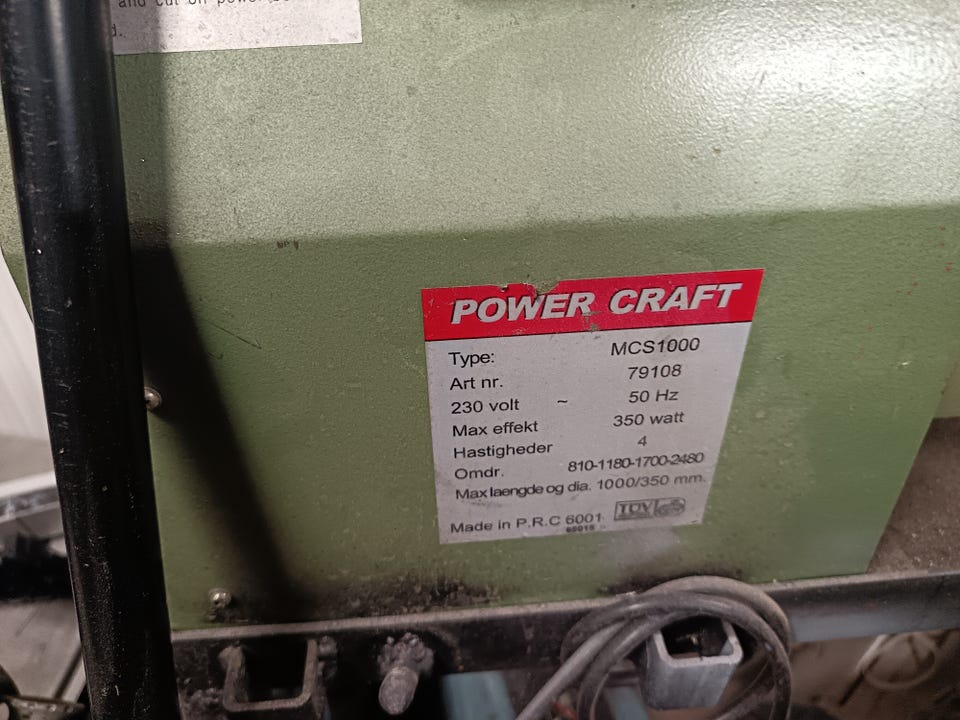 and cut off power
d.
POWER CRAFT
Type: MCS1000
Art nr. 79108
230 volt ~ 50 Hz
Max effekt 350 watt
Hastigheder 4
Omdr. 810-1180-1700-2480
Max laengde og dia. 1000/350 mm.
Made in P.R.C 6001 TÜV